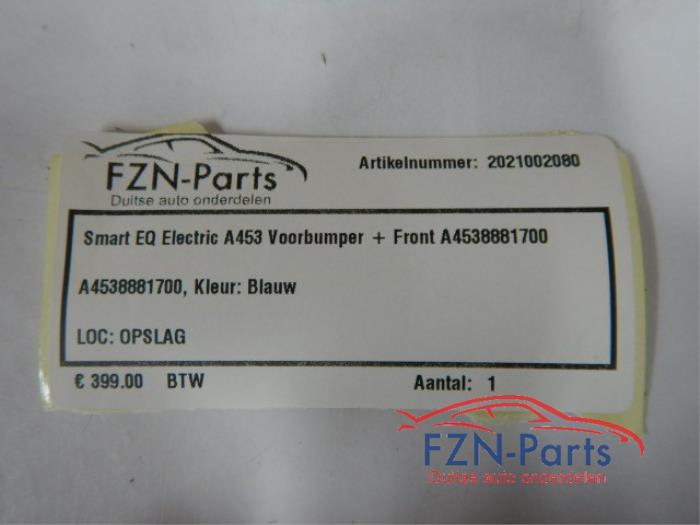 FZN-Parts
Duitse auto onderdelen
Artikelnummer: 2021002080
Smart EQ Electric A453 Voorbumper + Front A4538881700
A4538881700, Kleur: Blauw
LOC: OPSLAG
€ 399.00 BTW
Aantal: 1
FZN-Parts
Duitse auto onderdelen